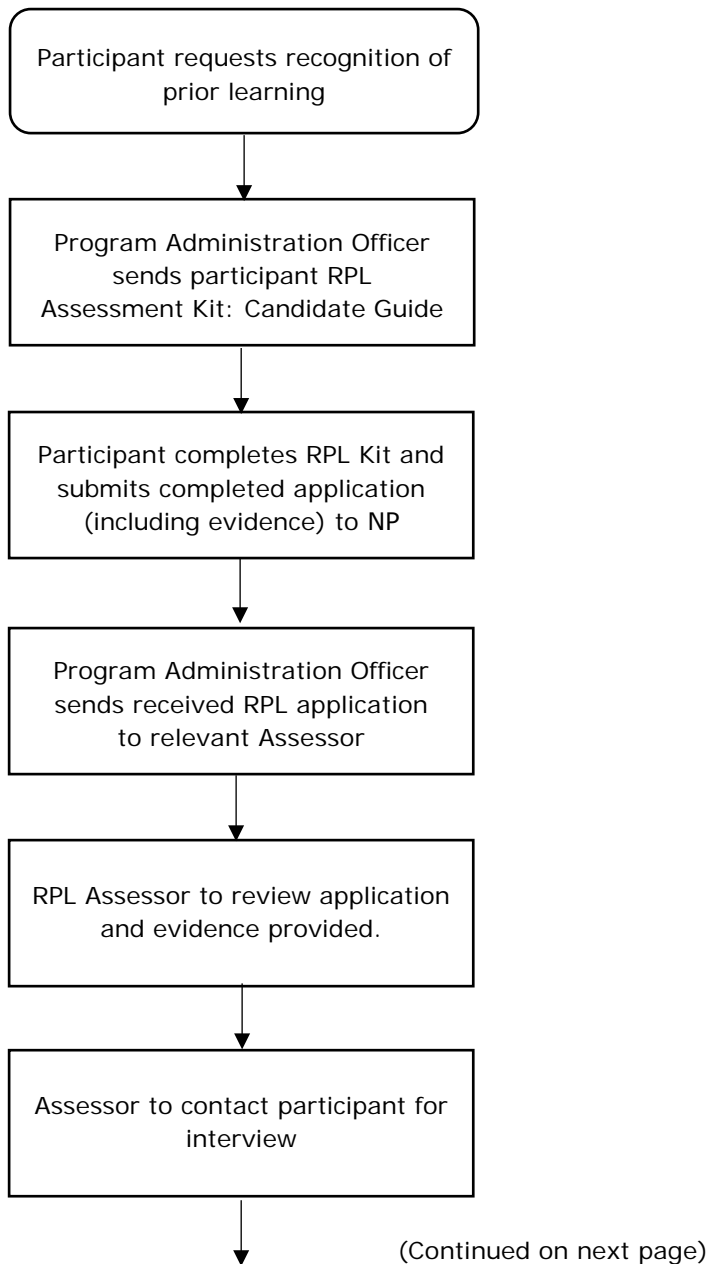 Participant requests recognition of
prior learning
Program Administration Officer
sends participant RPL
Assessment Kit: Candidate Guide
Participant completes RPL Kit and
submits completed application
(including evidence) to NP
Program Administration Officer
sends received RPL application
to relevant Assessor
RPL Assessor to review application
and evidence provided.
Assessor to contact participant for
interview
(Continued on next page)